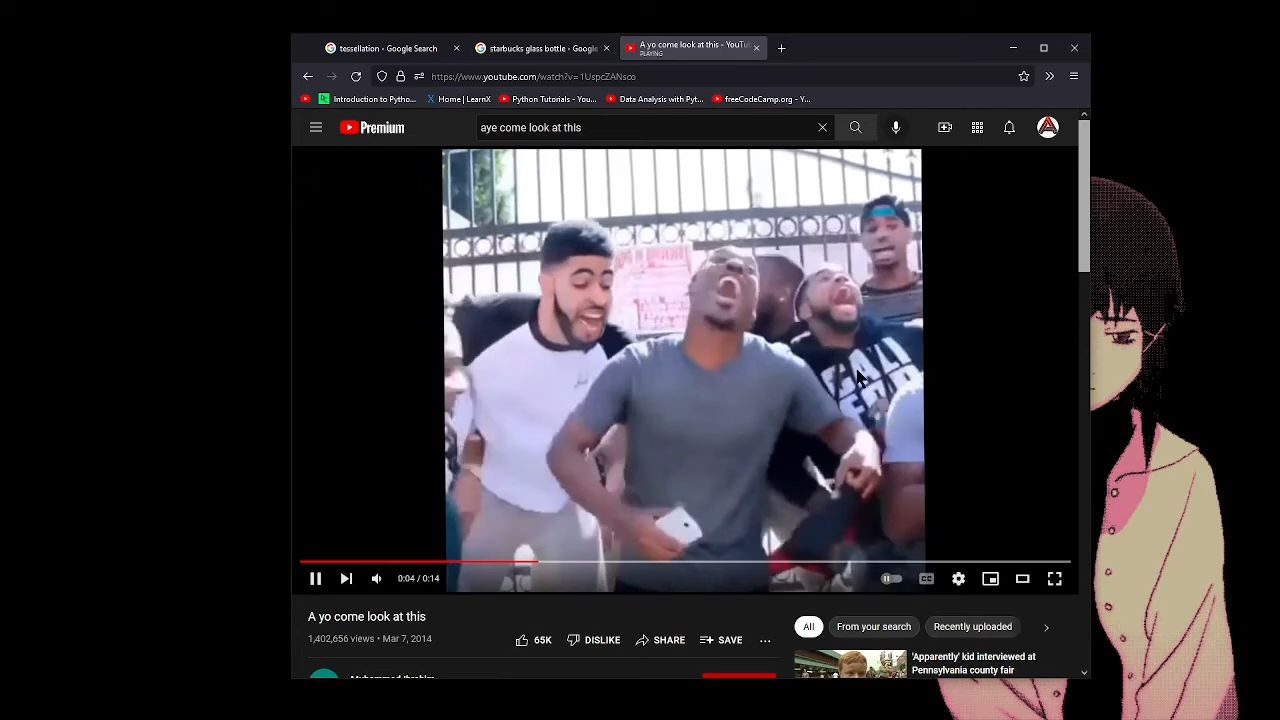 tessellation - Google Search
starbucks glass bottle - Google
A yo come look at this - YouTu
PLAYING
https://www.youtube.com/watch?v=1UspcZANsco
Introduction to Pytho...
Home | LearnX
Python Tutorials - You...
Data Analysis with Pyt...
freeCodeCamp.org - Y...
Premium
aye come look at this
0:04 / 0:14
CC
A yo come look at this
1,402,656 views • Mar 7, 2014
65K
DISLIKE
SHARE
SAVE
All
From your search
Recently uploaded
'Apparently' kid interviewed at
Pennsylvania county fair